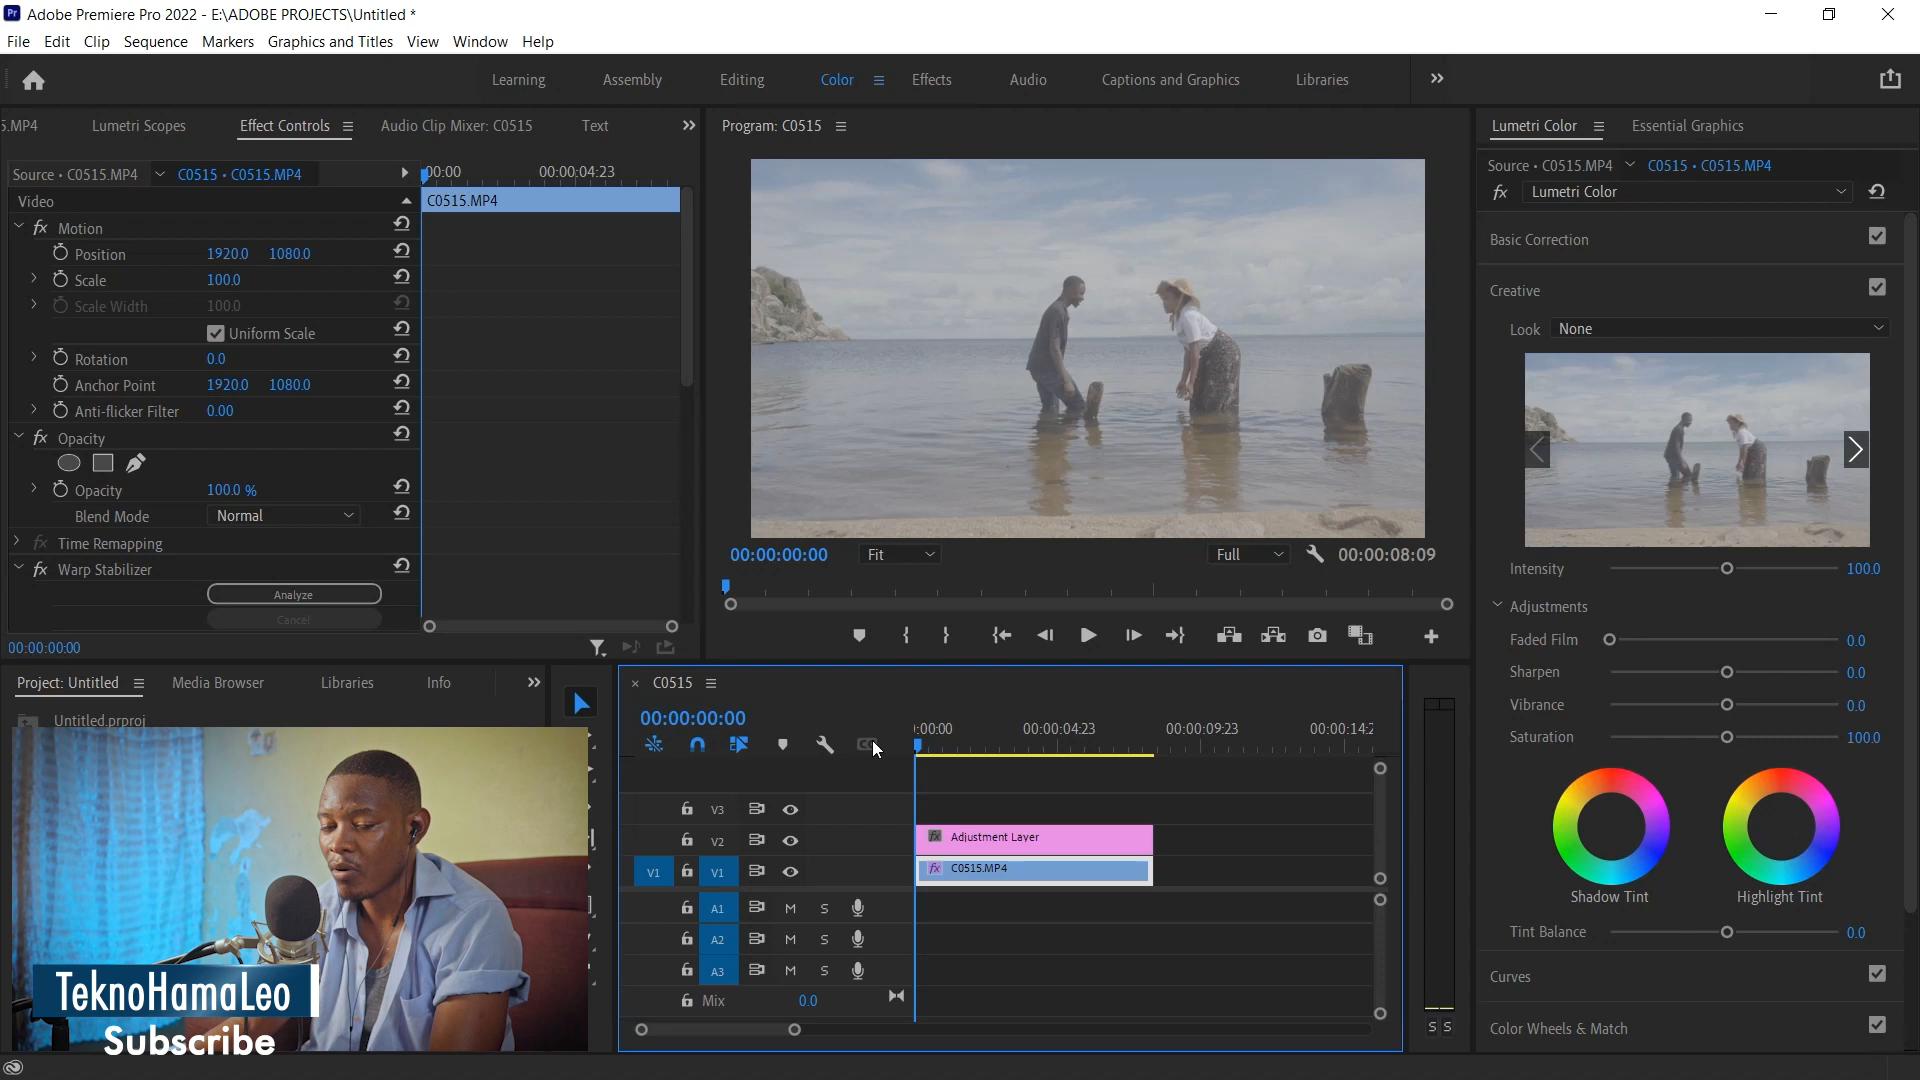 Adobe Premiere Pro 2022 - E:\ADOBE PROJECTS\Untitled *
File Edit Clip Sequence Markers Graphics and Titles View Window Help
Learning Assembly Editing Color Effects Audio Captions and Graphics Libraries
5.MP4 Lumetri Scopes Effect Controls Audio Clip Mixer: C0515 Text
Program: C0515
Lumetri Color Essential Graphics
Source • C0515.MP4 C0515 • C0515.MP4
:00:00 00:00:04:23
Video
C0515.MP4
fx Motion
Position 1920.0 1080.0
Scale 100.0
Scale Width 100.0
Uniform Scale
Rotation 0.0
Anchor Point 1920.0 1080.0
Anti-flicker Filter 0.00
fx Opacity
Opacity 100.0 %
Blend Mode Normal
fx Time Remapping
fx Warp Stabilizer
Analyze
Cancel
00:00:00:00
00:00:00:00 Fit Full 00:00:08:09
Source • C0515.MP4 C0515 • C0515.MP4
fx Lumetri Color
Basic Correction
Creative
Look None
Intensity 100.0
Adjustments
Faded Film 0.0
Sharpen 0.0
Vibrance 0.0
Saturation 100.0
Shadow Tint Highlight Tint
Tint Balance 0.0
Curves
Color Wheels & Match
Project: Untitled Media Browser Libraries Info
Untitled.prproj
TeknoHamaLeo
Subscribe
C0515
00:00:00:00
:00:00 00:00:04:23 00:00:09:23 00:00:14:2
V3
V2 fx Adjustment Layer
V1 V1 fx C0515.MP4
A1 M S
A2 M S
A3 M S
Mix 0.0
S S